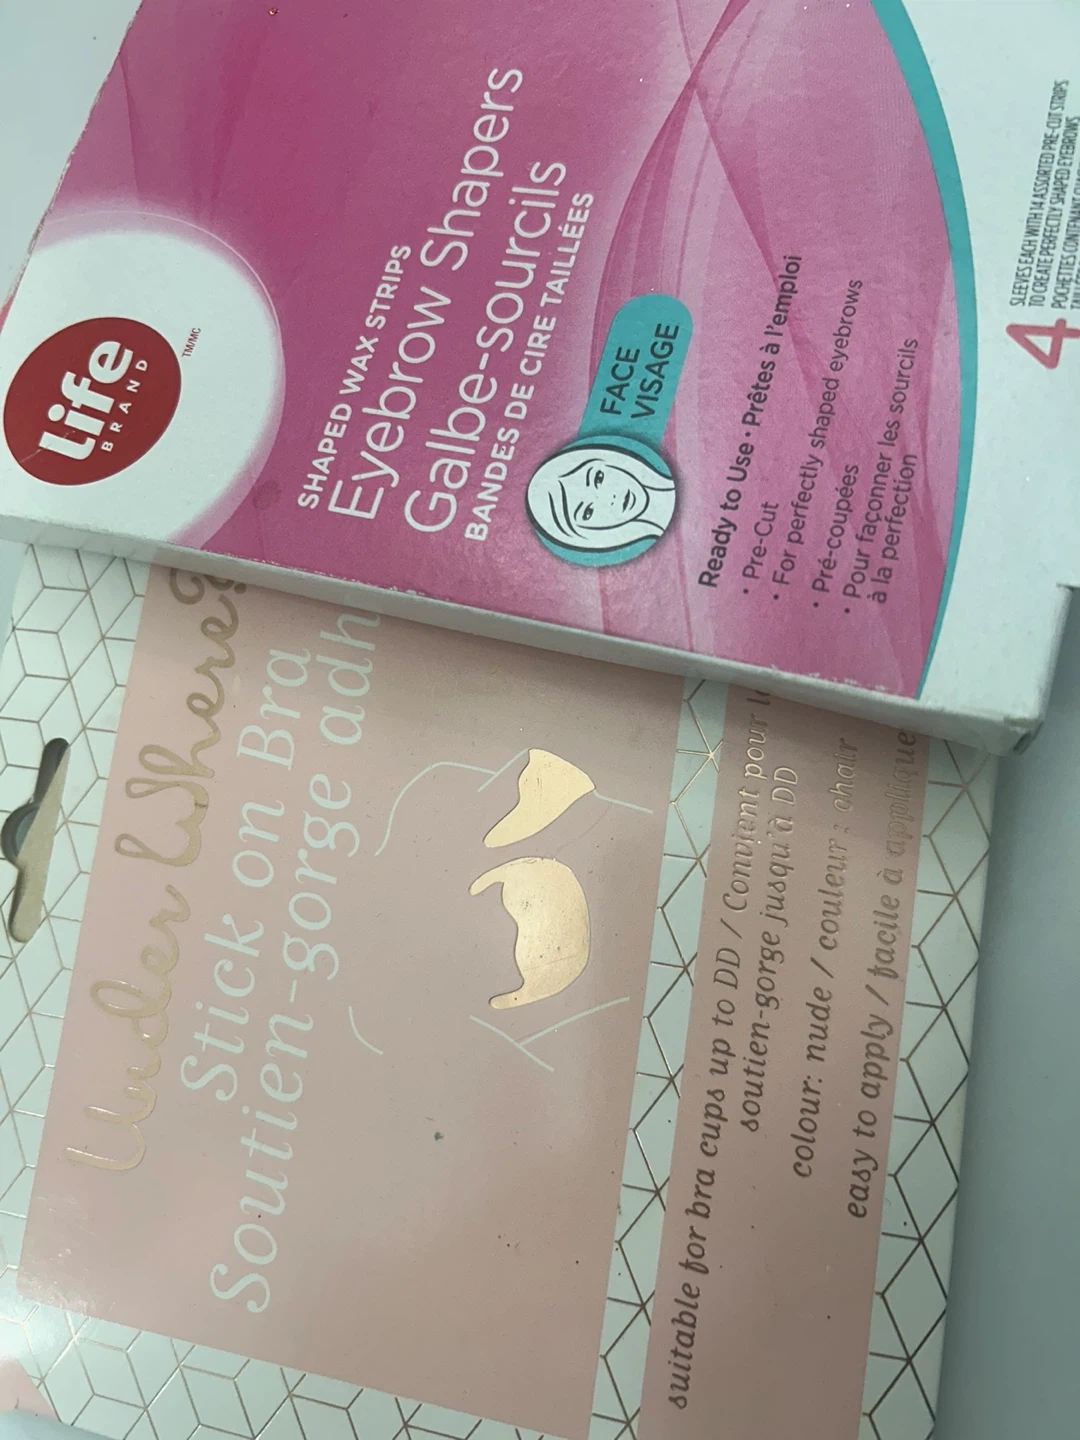 Life
BRAND
TM/MC
SHAPED WAX STRIPS
Eyebrow Shapers
Galbe-sourcils
BANDES DE CIRE TAILLÉES
FACE
VISAGE
Ready to Use • Prêtes à l'emploi
• Pre-Cut
• For perfectly shaped eyebrows
• Pré-coupées
• Pour façonner les sourcils
à la perfection
4
SLEEVES EACH WITH 14 ASSORTED PRE-CUT STRIPS
TO CREATE PERFECTLY SHAPED EYEBROWS
POCHETTES CONTENANT
Under Where?
Stick on Bra
Soutien-gorge
suitable for bra cups up to DD / Convient pour
soutien-gorge jusqu'à DD
colour: nude / couleur: chair
easy to apply / facile à appliquer